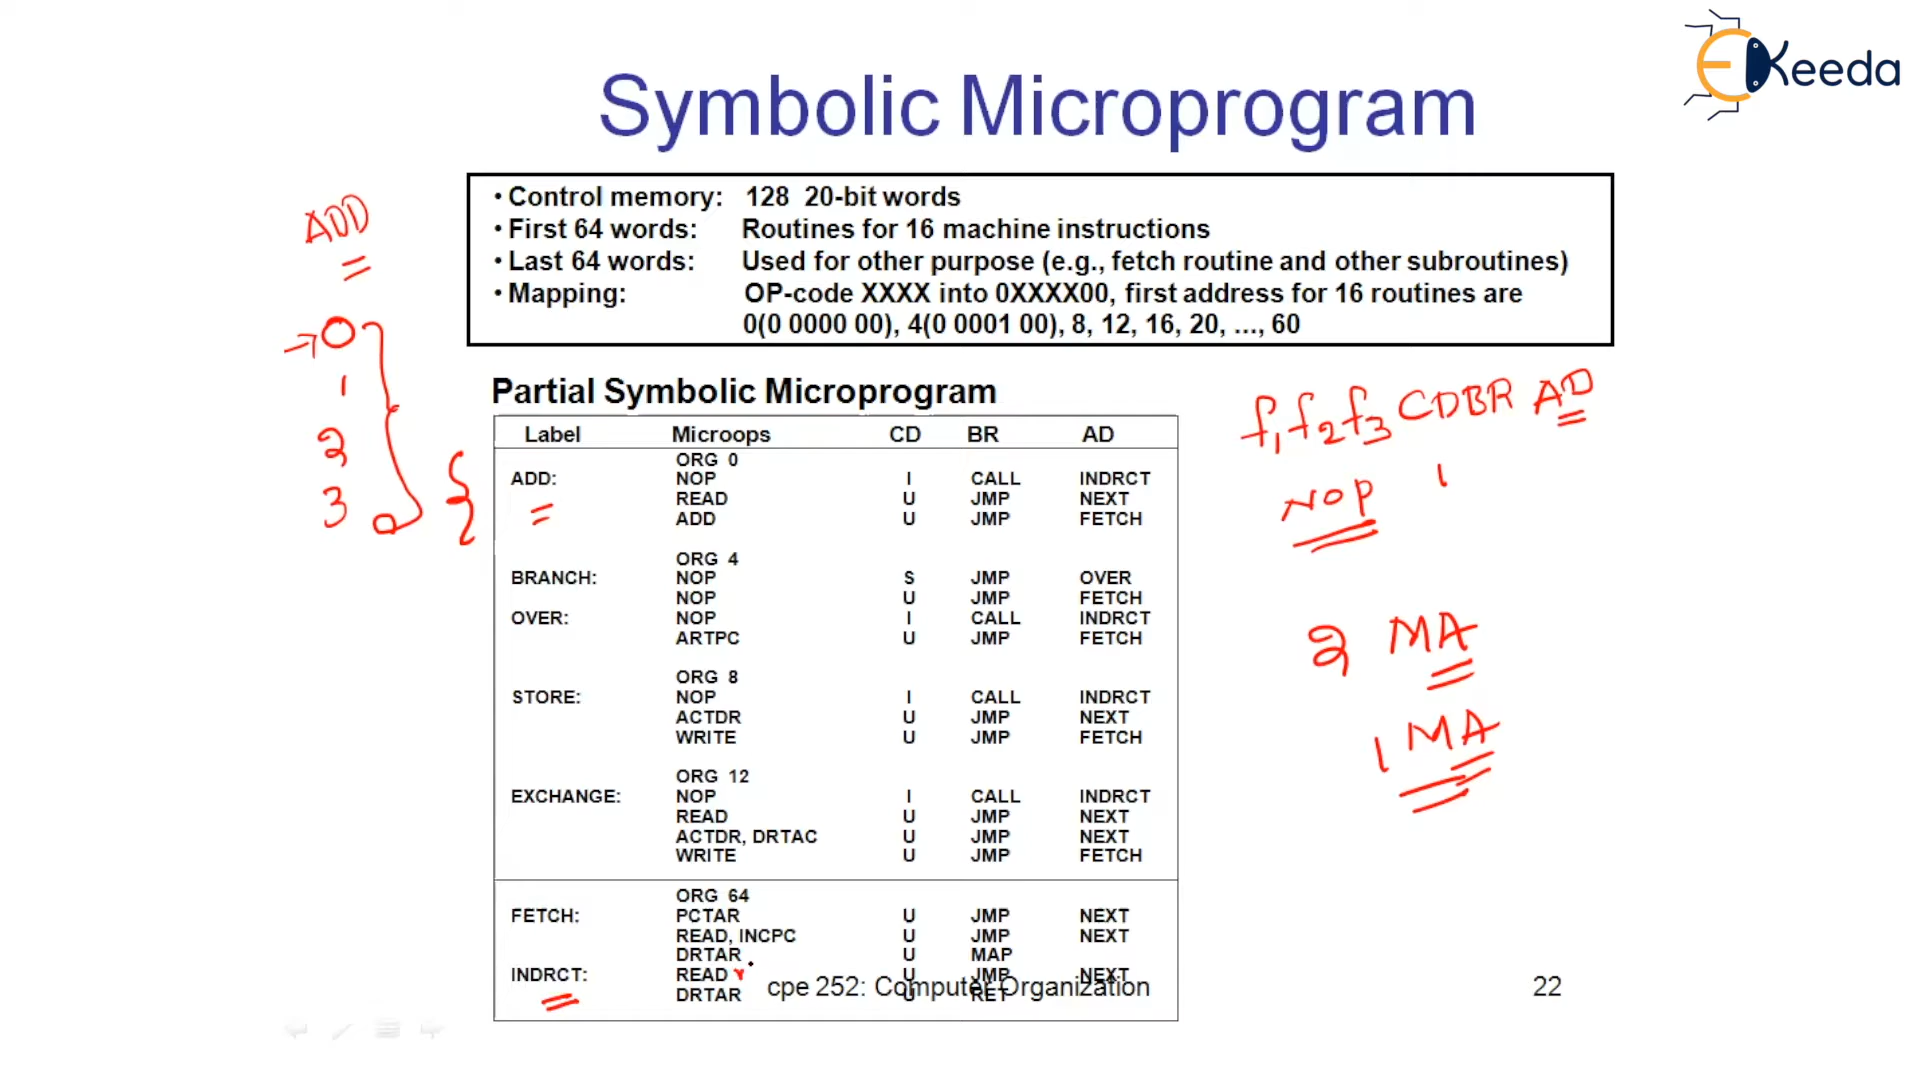 EKeeda
Symbolic Microprogram
• Control memory: 128 20-bit words
• First 64 words: Routines for 16 machine instructions
• Last 64 words: Used for other purpose (e.g., fetch routine and other subroutines)
• Mapping: OP-code XXXX into 0XXXX00, first address for 16 routines are
0(0 0000 00), 4(0 0001 00), 8, 12, 16, 20, ..., 60
ADD
0
1
2
3
Partial Symbolic Microprogram
Label Microops CD BR AD
ORG 0
ADD: NOP I CALL INDRCT
READ U JMP NEXT
ADD U JMP FETCH
ORG 4
BRANCH: NOP S JMP OVER
NOP U JMP FETCH
OVER: NOP I CALL INDRCT
ARTPC U JMP FETCH
ORG 8
STORE: NOP I CALL INDRCT
ACTDR U JMP NEXT
WRITE U JMP FETCH
ORG 12
EXCHANGE: NOP I CALL INDRCT
READ U JMP NEXT
ACTDR, DRTAC U JMP NEXT
WRITE U JMP FETCH
ORG 64
FETCH: PCTAR U JMP NEXT
READ, INCPC U JMP NEXT
DRTAR U MAP
INDRCT: READ U JMP NEXT
DRTAR U RET
f1 f2 f3 CD BR AD
NOP I
2 MA
1 MA
cpe 252: Computer Organization
22